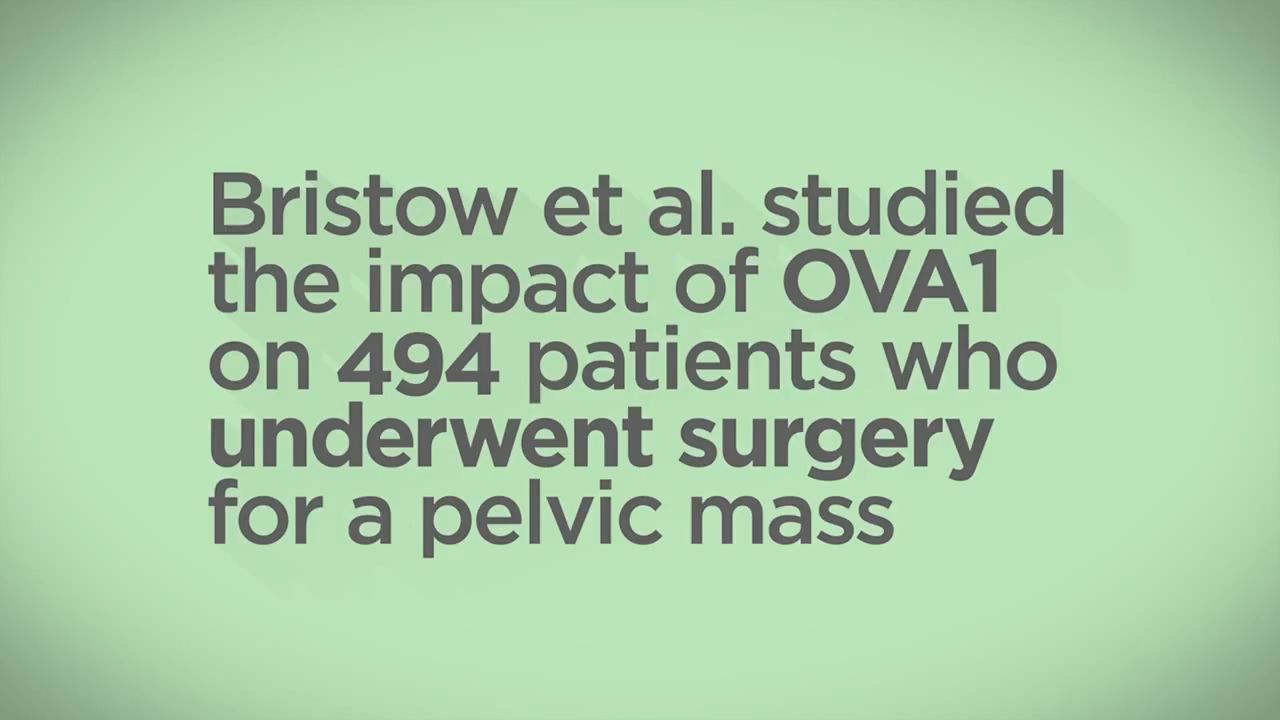 Bristow et al. studied
the impact of OVA1
on 494 patients who
underwent surgery
for a pelvic mass